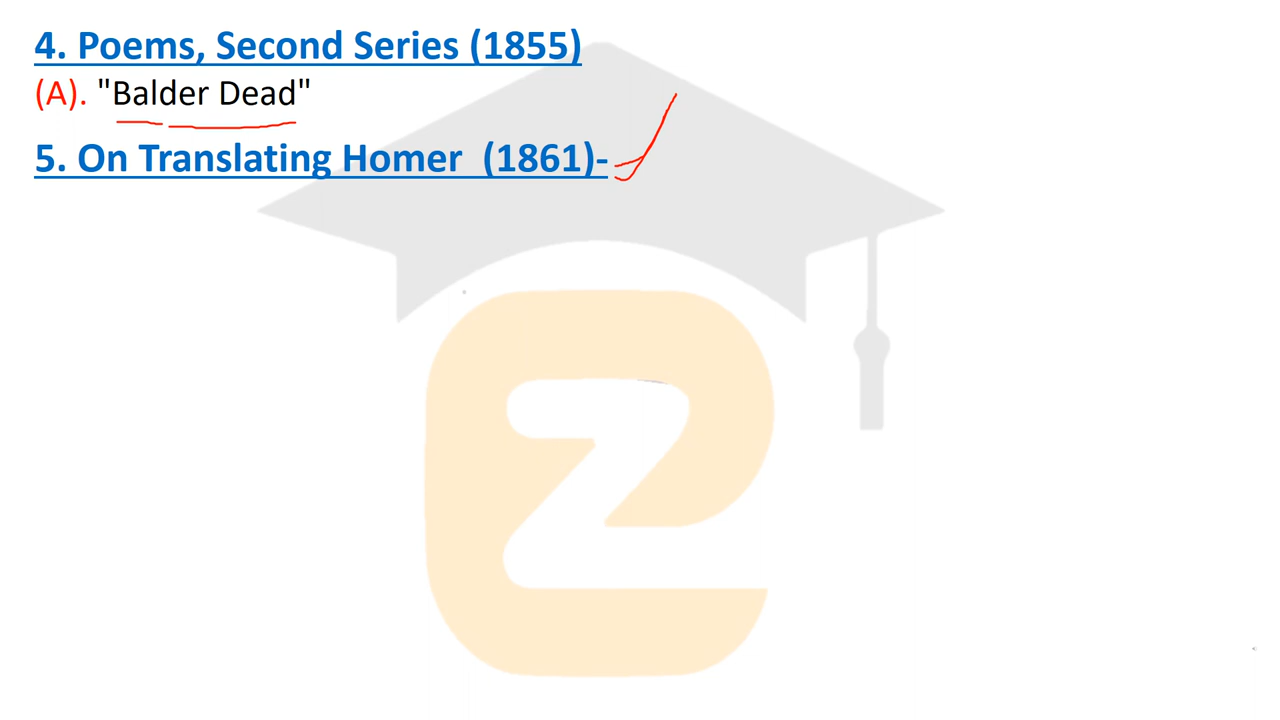 4. Poems, Second Series (1855)
(A). "Balder Dead"
5. On Translating Homer (1861)-